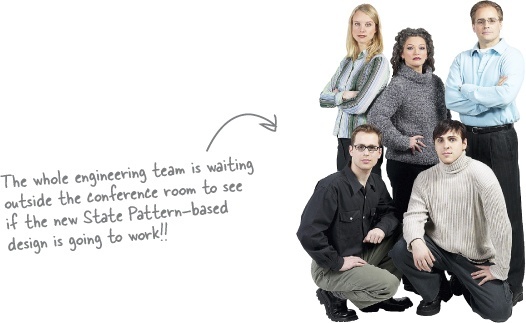 The whole engineering team is waiting
outside the conference room to see
if the new State Pattern-based
design is going to work!!